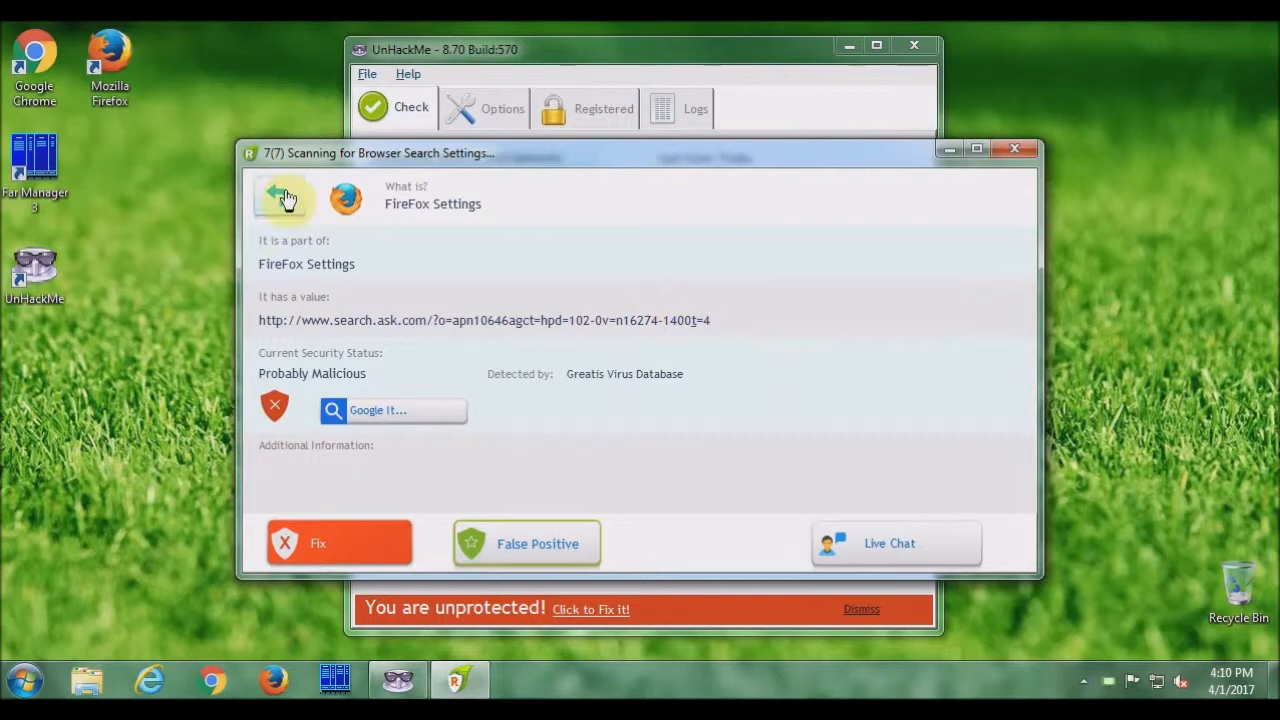 Google
Chrome
Mozilla
Firefox
Far Manager
3
UnHackMe
UnHackMe - 8.70 Build:570
File
Help
Check
Options
Registered
Logs
7(7) Scanning for Browser Search Settings...
What is?
FireFox Settings
It is a part of:
FireFox Settings
It has a value:
http://www.search.ask.com/?o=apn10646agct=hpd=102-0v=n16274-1400t=4
Current Security Status:
Probably Malicious
Detected by: Greatis Virus Database
Google It...
Additional Information:
Fix
False Positive
Live Chat
You are unprotected! Click to Fix it!
Dismiss
Recycle Bin
4:10 PM
4/1/2017